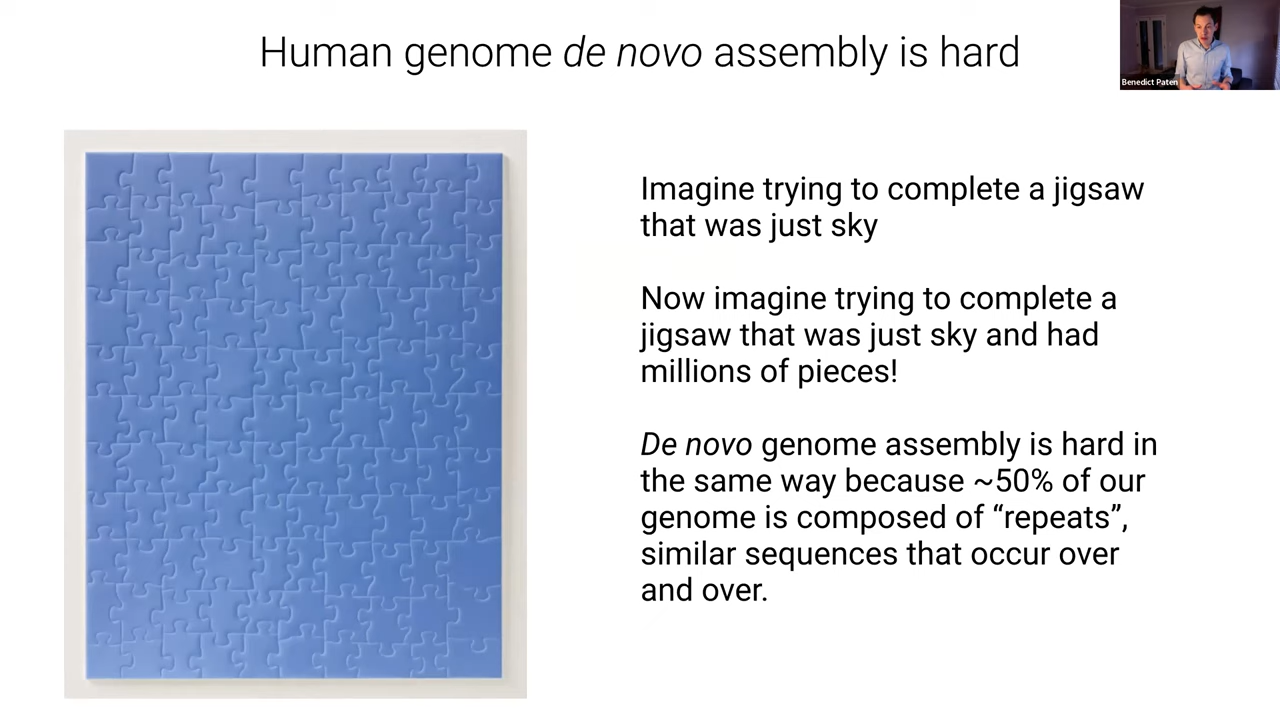 Human genome de novo assembly is hard
Benedict Paten
Imagine trying to complete a jigsaw
that was just sky
Now imagine trying to complete a
jigsaw that was just sky and had
millions of pieces!
De novo genome assembly is hard in
the same way because ~50% of our
genome is composed of “repeats”,
similar sequences that occur over
and over.